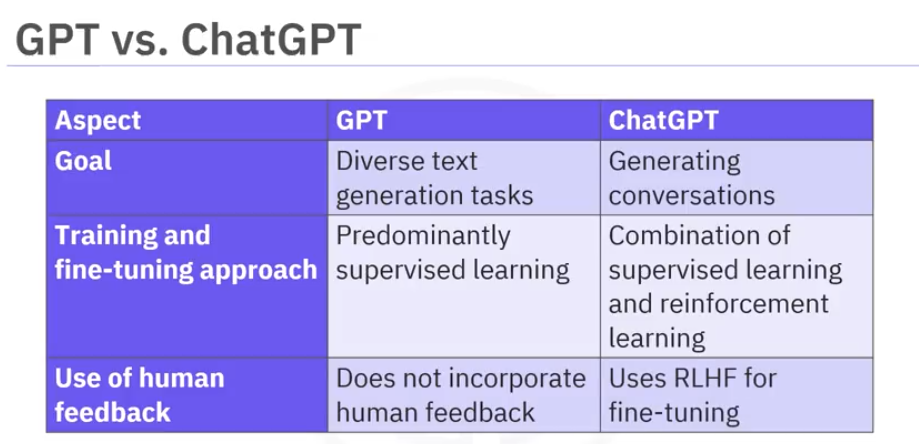 GPT vs. ChatGPT
Aspect GPT ChatGPT
Goal Diverse text generation tasks Generating conversations
Training and fine-tuning approach Predominantly supervised learning Combination of supervised learning and reinforcement learning
Use of human feedback Does not incorporate human feedback Uses RLHF for fine-tuning